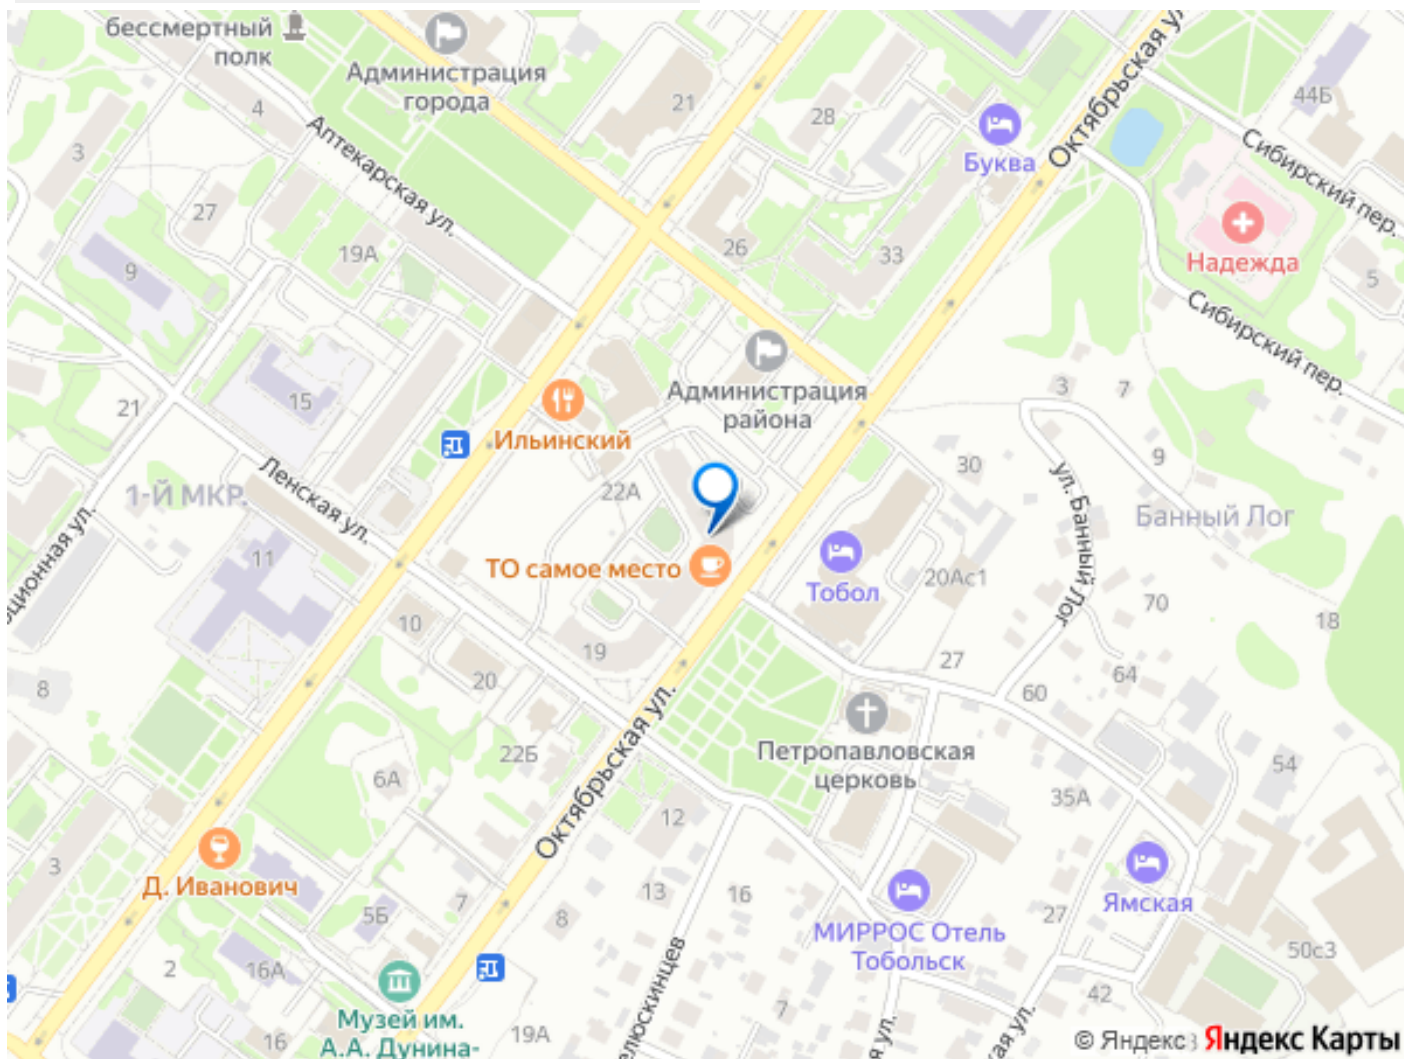 бессмертный
полк
Администрация
города
21
28
Буква
Октябрьская ул.
44Б
Сибирский пер.
4
3
Аптекарская ул.
27
19А
9
26
33
Надежда
5
Сибирский пер.
Администрация
района
3
7
21
15
Ильинский
9
30
ул. Банный Лог
Банный Лог
1-Й МКР.
Ленская ул.
22А
11
ТО самое место
Тобол
20Ас1
70
18
10
19
20
27
64
60
8
Октябрьская ул.
22Б
6А
Петропавловская
церковь
54
35А
12
3
Д. Иванович
5Б
7
8
13
16
МИРРОС Отель
Тобольск
Ямская
27
50с3
2
16А
16
Музей им.
А.А. Дунина-
19А
7
42
© Яндекс Яндекс Карты